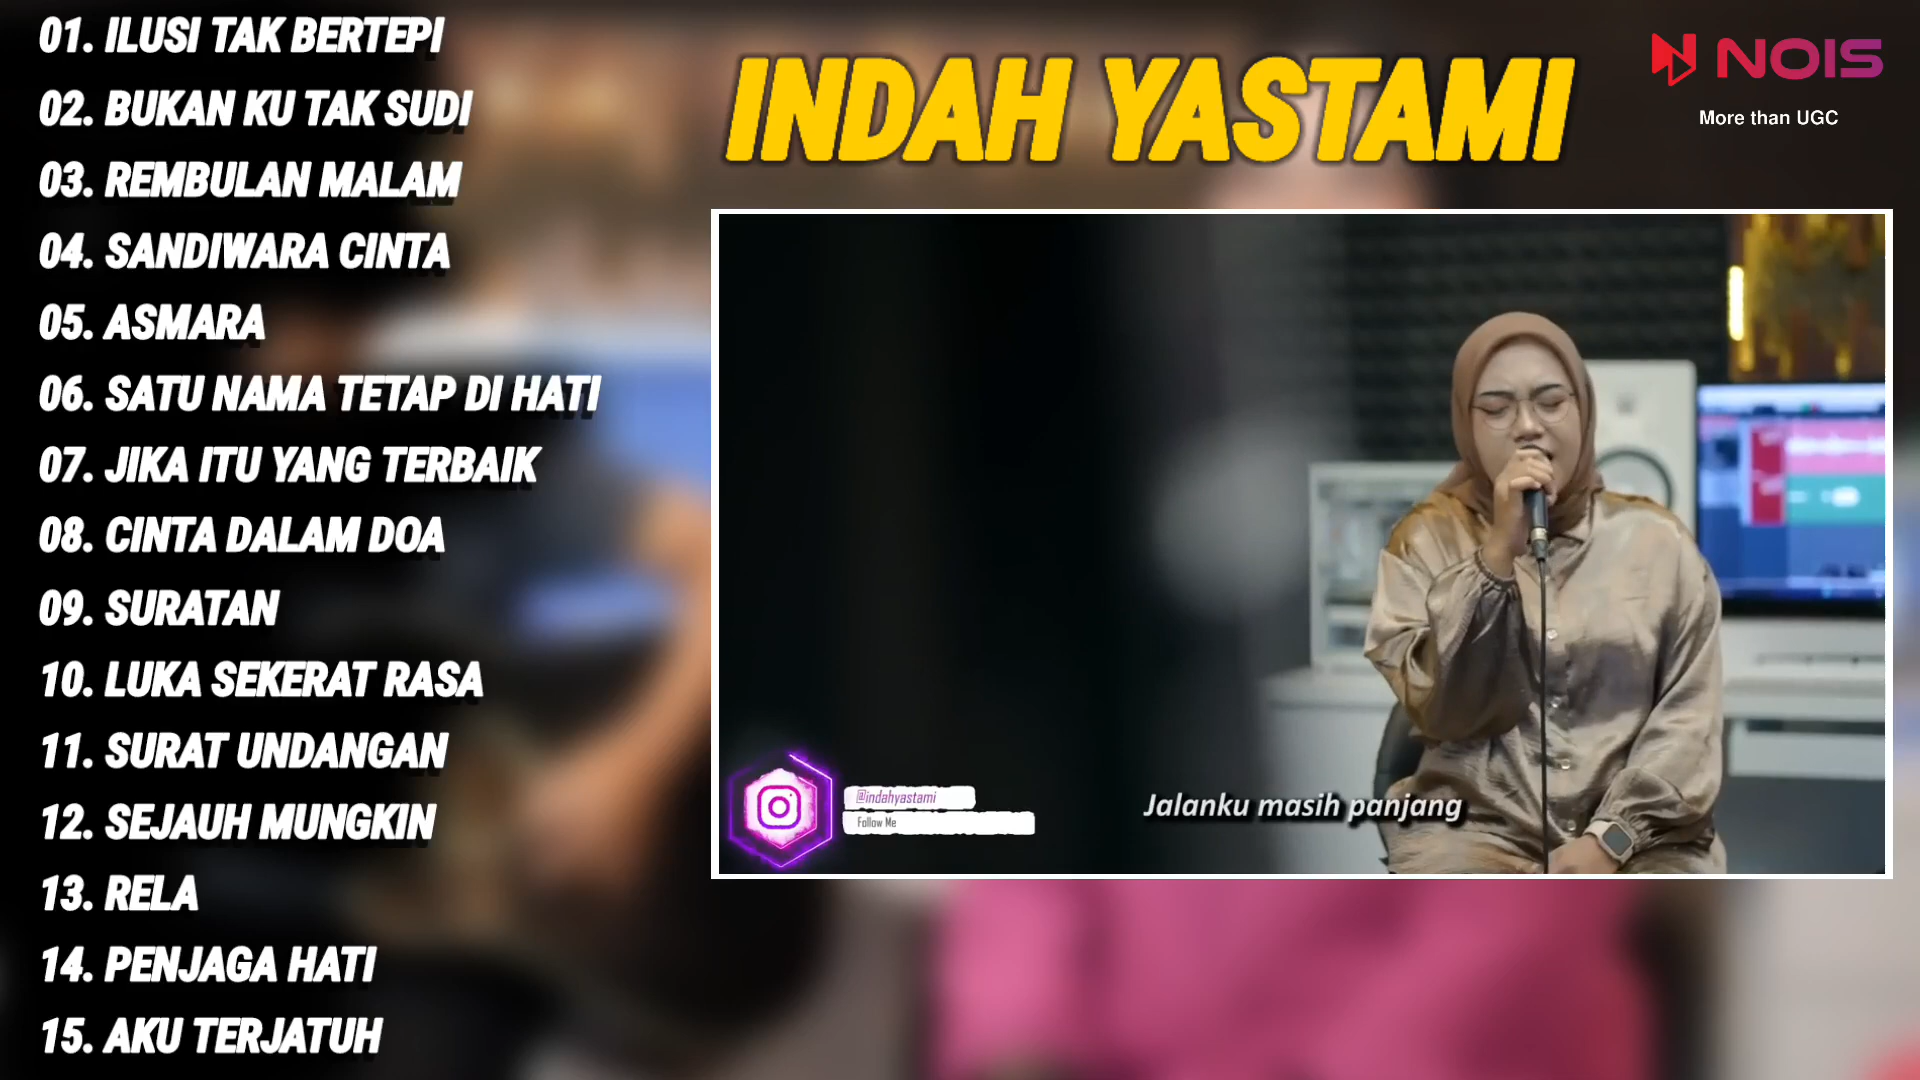 01. ILUSI TAK BERTEPI
02. BUKAN KU TAK SUDI
03. REMBULAN MALAM
04. SANDIWARA CINTA
05. ASMARA
06. SATU NAMA TETAP DI HATI
07. JIKA ITU YANG TERBAIK
08. CINTA DALAM DOA
09. SURATAN
10. LUKA SEKERAT RASA
11. SURAT UNDANGAN
12. SEJAUH MUNGKIN
13. RELA
14. PENJAGA HATI
15. AKU TERJATUH
INDAH YASTAMI
NOIS
More than UGC
@indahyastami
Follow Me
Jalanku masih panjang